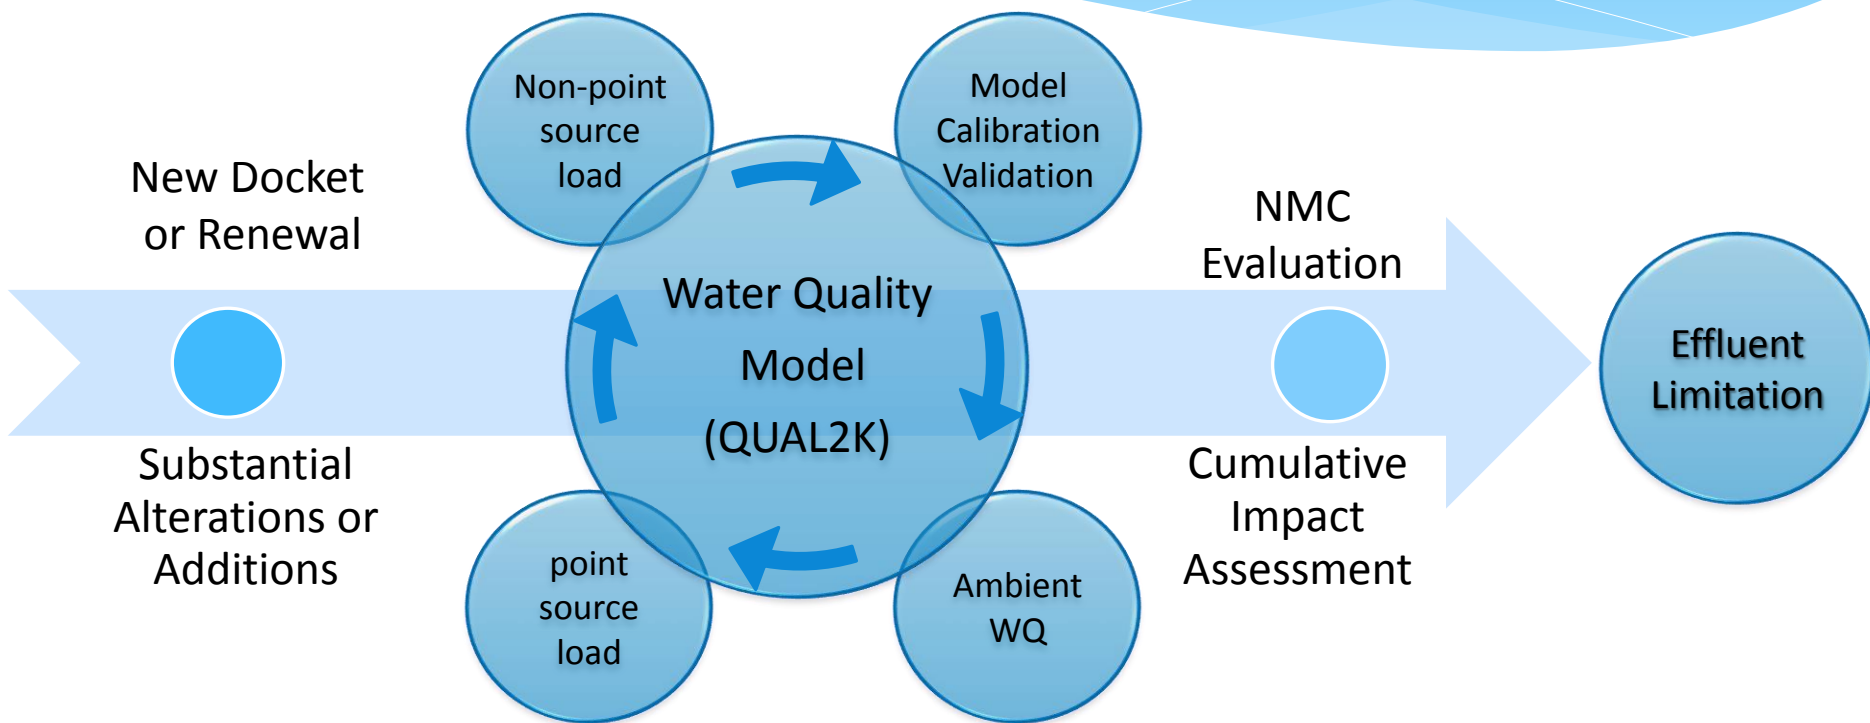 New Docket
or Renewal
Substantial
Alterations or
Additions
Non-point
source
load
Model
Calibration
Validation
Water Quality
Model
(QUAL2K)
point
source
load
Ambient
WQ
NMC
Evaluation
Cumulative
Impact
Assessment
Effluent
Limitation